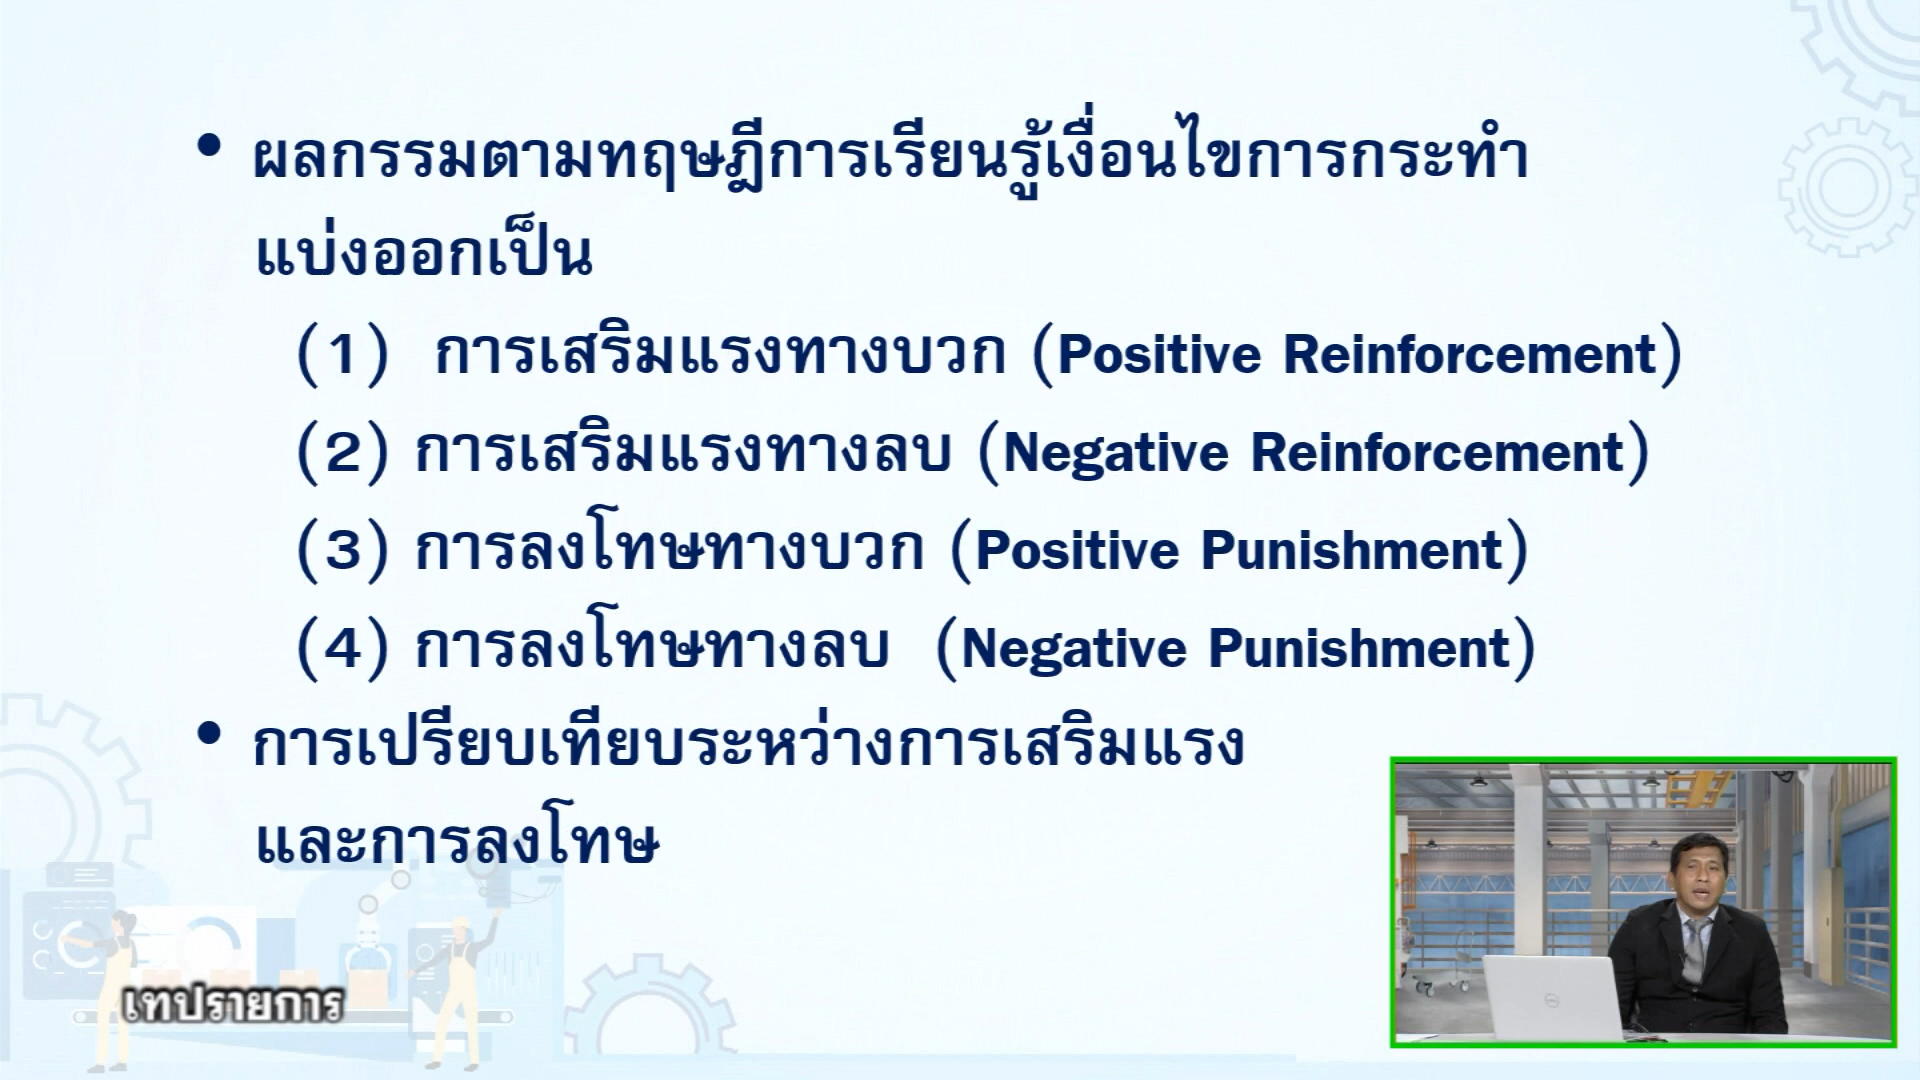 • ผลกรรมตามทฤษฎีการเรียนรู้เงื่อนไขการกระทำ
แบ่งออกเป็น
(1) การเสริมแรงทางบวก (Positive Reinforcement)
(2) การเสริมแรงทางลบ (Negative Reinforcement)
(3) การลงโทษทางบวก (Positive Punishment)
(4) การลงโทษทางลบ (Negative Punishment)
• การเปรียบเทียบระหว่างการเสริมแรง
และการลงโทษ
เทปรายการ